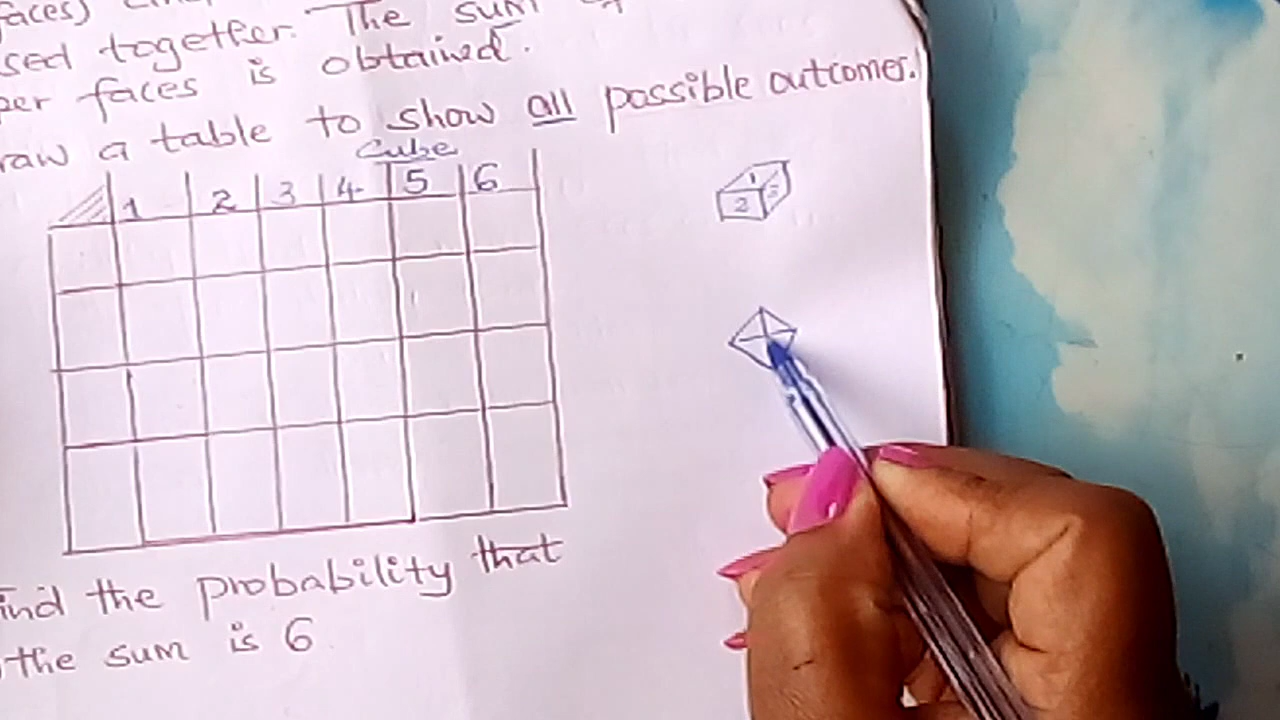 faces)
sed together. The sum
per faces is obtained.
raw a table to show all possible outcomes.
Cube
1 2 3 4 5 6
1
2
ind the probability that
the sum is 6